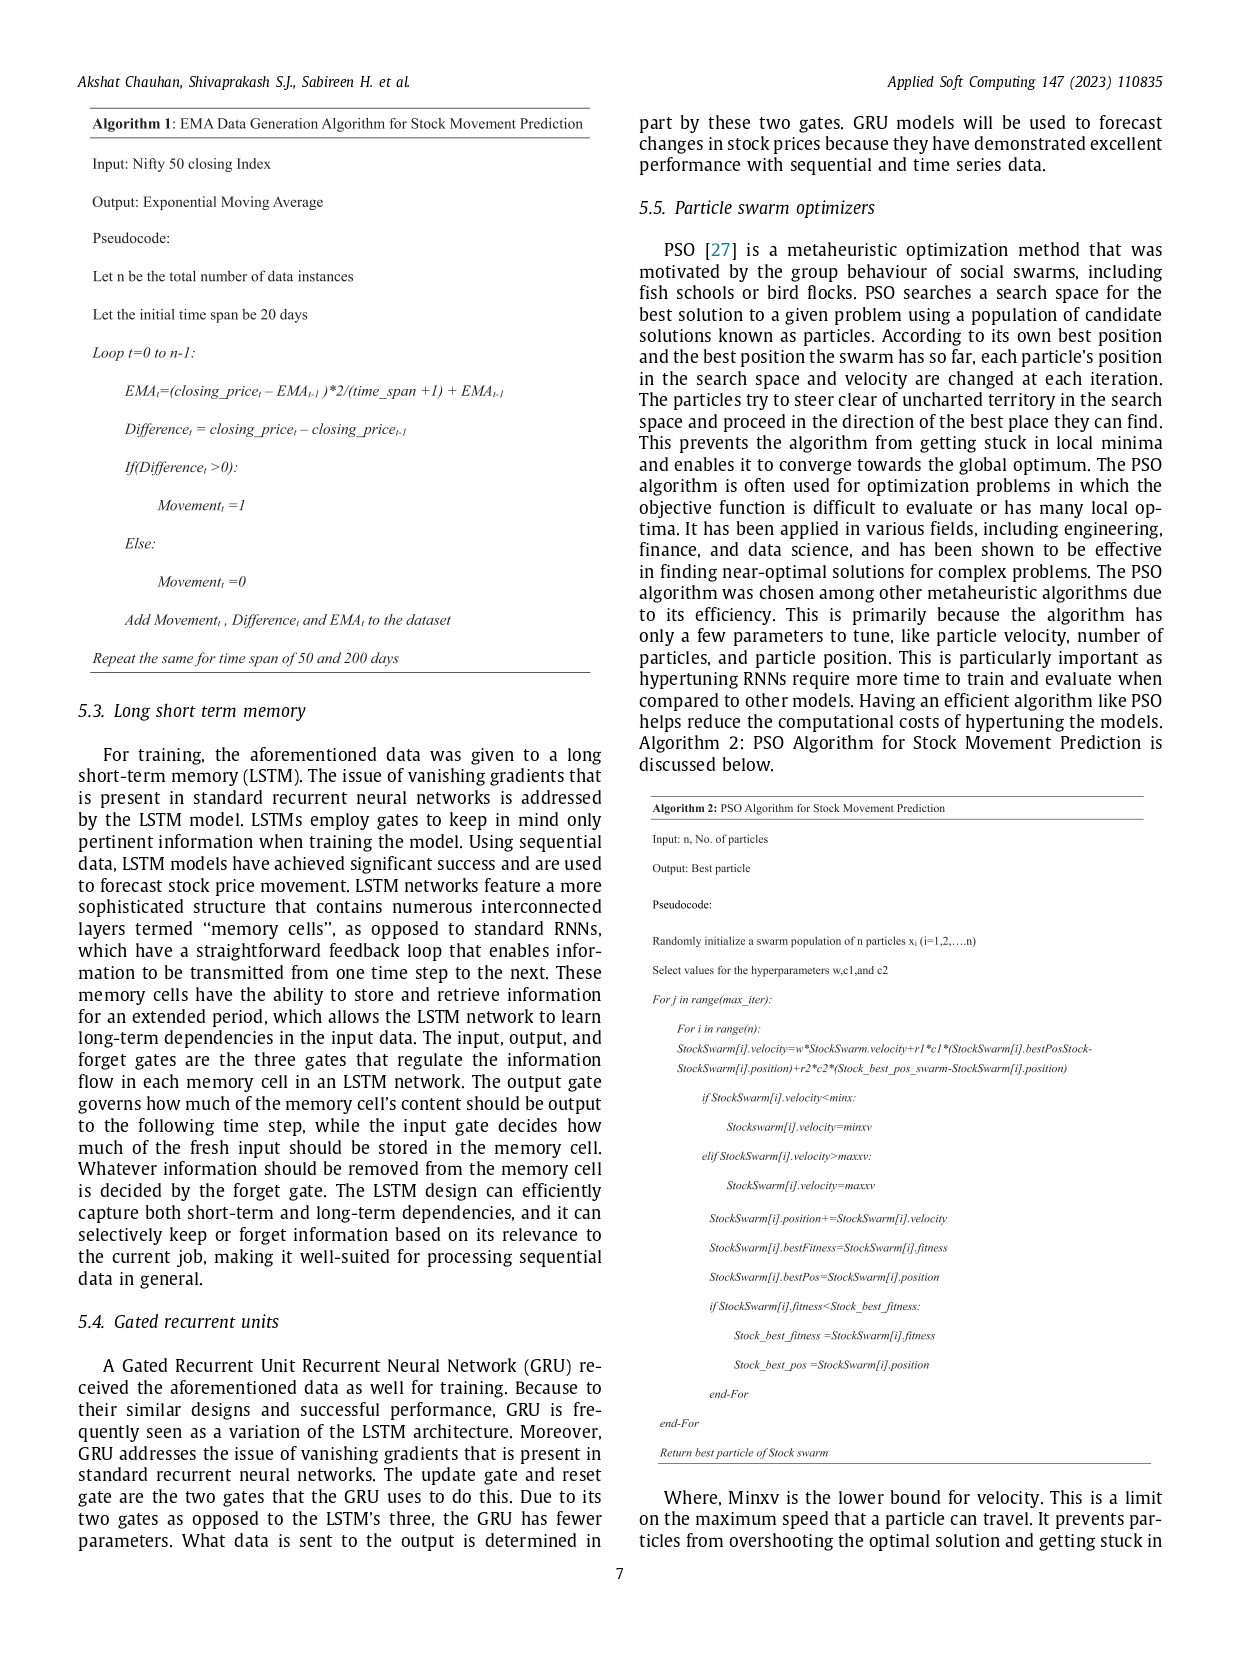 Akshat Chauhan, Shivaprakash S.J., Sabireen H. et al.
Applied Soft Computing 147 (2023) 110835
Algorithm 1: EMA Data Generation Algorithm for Stock Movement Prediction
Input: Nifty 50 closing Index
Output: Exponential Moving Average
Pseudocode:
Let n be the total number of data instances
Let the initial time span be 20 days
Loop t=0 to n-1:
EMAt=(closing_pricet – EMAt-1 )*2/(time_span +1) + EMAt-1
Differencet = closing_pricet – closing_pricet-1
If(Differencet >0):
Movementt =1
Else:
Movementt =0
Add Movementt , Differencet and EMAt to the dataset
Repeat the same for time span of 50 and 200 days
5.3. Long short term memory
For training, the aforementioned data was given to a long
short-term memory (LSTM). The issue of vanishing gradients that
is present in standard recurrent neural networks is addressed
by the LSTM model. LSTMs employ gates to keep in mind only
pertinent information when training the model. Using sequential
data, LSTM models have achieved significant success and are used
to forecast stock price movement. LSTM networks feature a more
sophisticated structure that contains numerous interconnected
layers termed ‘‘memory cells’’, as opposed to standard RNNs,
which have a straightforward feedback loop that enables infor-
mation to be transmitted from one time step to the next. These
memory cells have the ability to store and retrieve information
for an extended period, which allows the LSTM network to learn
long-term dependencies in the input data. The input, output, and
forget gates are the three gates that regulate the information
flow in each memory cell in an LSTM network. The output gate
governs how much of the memory cell’s content should be output
to the following time step, while the input gate decides how
much of the fresh input should be stored in the memory cell.
Whatever information should be removed from the memory cell
is decided by the forget gate. The LSTM design can efficiently
capture both short-term and long-term dependencies, and it can
selectively keep or forget information based on its relevance to
the current job, making it well-suited for processing sequential
data in general.
5.4. Gated recurrent units
A Gated Recurrent Unit Recurrent Neural Network (GRU) re-
ceived the aforementioned data as well for training. Because to
their similar designs and successful performance, GRU is fre-
quently seen as a variation of the LSTM architecture. Moreover,
GRU addresses the issue of vanishing gradients that is present in
standard recurrent neural networks. The update gate and reset
gate are the two gates that the GRU uses to do this. Due to its
two gates as opposed to the LSTM’s three, the GRU has fewer
parameters. What data is sent to the output is determined in
part by these two gates. GRU models will be used to forecast
changes in stock prices because they have demonstrated excellent
performance with sequential and time series data.
5.5. Particle swarm optimizers
PSO [27] is a metaheuristic optimization method that was
motivated by the group behaviour of social swarms, including
fish schools or bird flocks. PSO searches a search space for the
best solution to a given problem using a population of candidate
solutions known as particles. According to its own best position
and the best position the swarm has so far, each particle’s position
in the search space and velocity are changed at each iteration.
The particles try to steer clear of uncharted territory in the search
space and proceed in the direction of the best place they can find.
This prevents the algorithm from getting stuck in local minima
and enables it to converge towards the global optimum. The PSO
algorithm is often used for optimization problems in which the
objective function is difficult to evaluate or has many local op-
tima. It has been applied in various fields, including engineering,
finance, and data science, and has been shown to be effective
in finding near-optimal solutions for complex problems. The PSO
algorithm was chosen among other metaheuristic algorithms due
to its efficiency. This is primarily because the algorithm has
only a few parameters to tune, like particle velocity, number of
particles, and particle position. This is particularly important as
hypertuning RNNs require more time to train and evaluate when
compared to other models. Having an efficient algorithm like PSO
helps reduce the computational costs of hypertuning the models.
Algorithm 2: PSO Algorithm for Stock Movement Prediction is
discussed below.
Algorithm 2: PSO Algorithm for Stock Movement Prediction
Input: n, No. of particles
Output: Best particle
Pseudocode:
Randomly initialize a swarm population of n particles xi (i=1,2,….n)
Select values for the hyperparameters w,c1,and c2
For j in range(max_iter):
For i in range(n):
StockSwarm[i].velocity=w*StockSwarm.velocity+r1*c1*(StockSwarm[i].bestPosStock-
StockSwarm[i].position)+r2*c2*(Stock_best_pos_swarm-StockSwarm[i].position)
if StockSwarm[i].velocity<minx:
Stockswarm[i].velocity=minxv
elif StockSwarm[i].velocity>maxxv:
StockSwarm[i].velocity=maxxv
StockSwarm[i].position+=StockSwarm[i].velocity
StockSwarm[i].bestFitness=StockSwarm[i].fitness
StockSwarm[i].bestPos=StockSwarm[i].position
if StockSwarm[i].fitness<Stock_best_fitness:
Stock_best_fitness =StockSwarm[i].fitness
Stock_best_pos =StockSwarm[i].position
end-For
end-For
Return best particle of Stock swarm
Where, Minxv is the lower bound for velocity. This is a limit
on the maximum speed that a particle can travel. It prevents par-
ticles from overshooting the optimal solution and getting stuck in
7